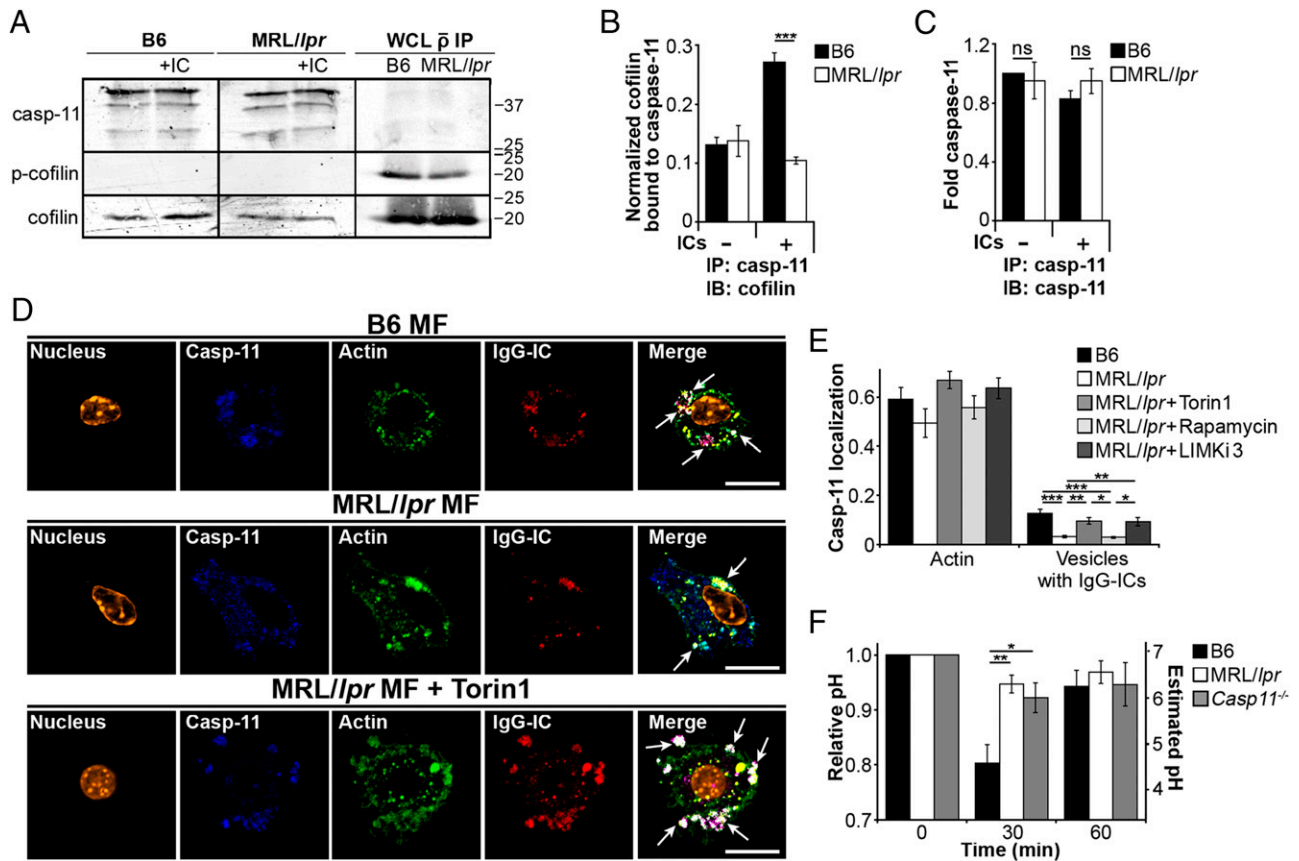 A
B6 MRL/lpr WCL p̄ IP
+IC +IC B6 MRL/lpr
casp-11
–37
–25
p-cofilin
–25
–20
cofilin
–25
–20
B
Normalized cofilin
bound to caspase-11
0.3
0.2
0.1
0
***
B6
MRL/lpr
ICs – +
IP: casp-11
IB: cofilin
C
Fold caspase-11
1.2
0.8
0.4
0
ns ns
B6
MRL/lpr
ICs – +
IP: casp-11
IB: casp-11
D
B6 MF
Nucleus Casp-11 Actin IgG-IC Merge
MRL/lpr MF
Nucleus Casp-11 Actin IgG-IC Merge
MRL/lpr MF + Torin1
Nucleus Casp-11 Actin IgG-IC Merge
E
Casp-11 localization
0.6
0.4
0.2
0
B6
MRL/lpr
MRL/lpr+Torin1
MRL/lpr+Rapamycin
MRL/lpr+LIMKi 3
**
***
*** ** * *
Actin Vesicles
with IgG-ICs
F
Relative pH
1.0
0.9
0.8
0.7
*
**
7
6
5
4
Estimated pH
B6
MRL/lpr
Casp11-/-
0 30 60
Time (min)